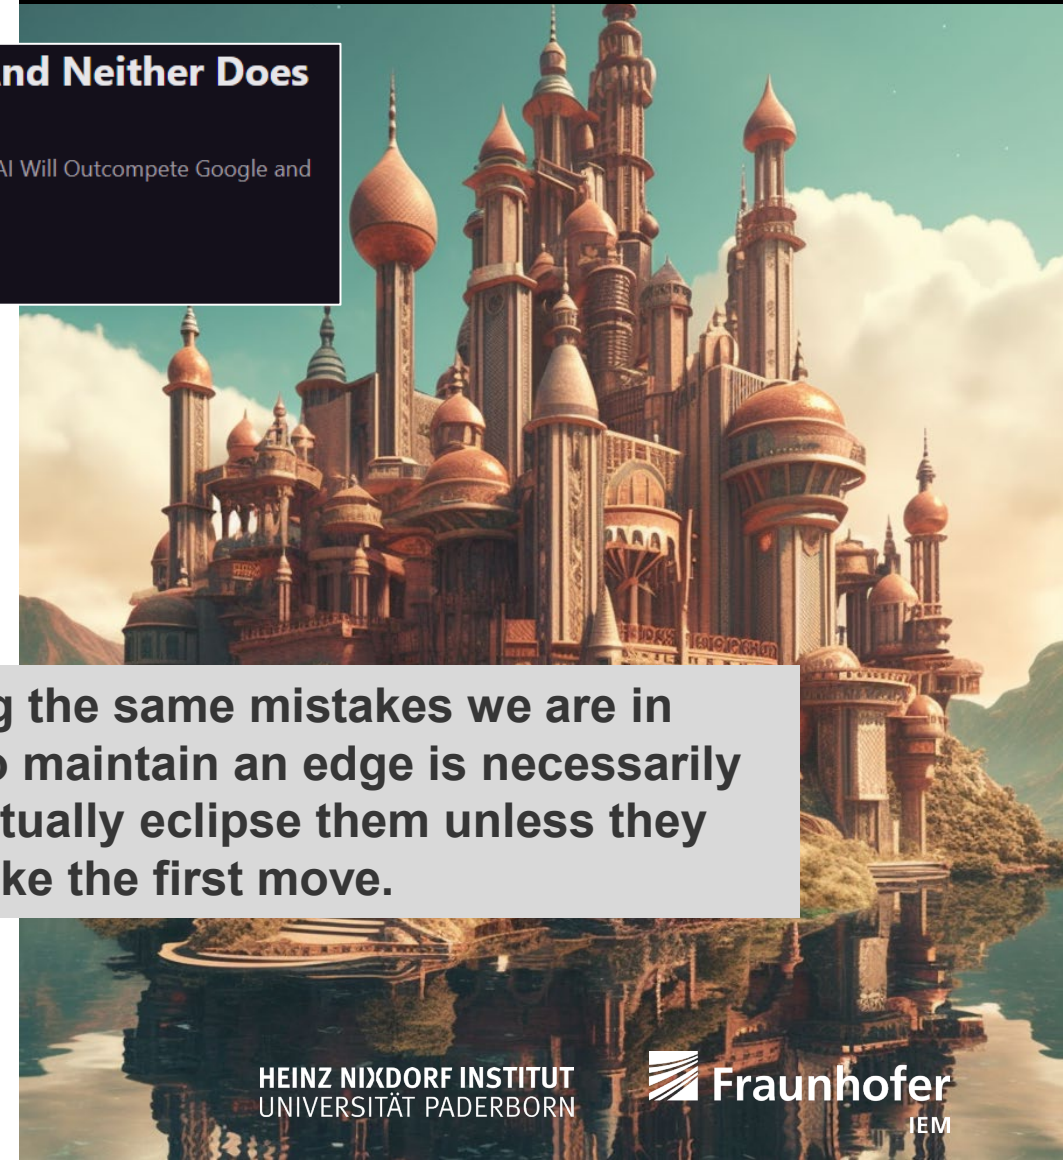 nd Neither Does
AI Will Outcompete Google and
g the same mistakes we are in
o maintain an edge is necessarily
tually eclipse them unless they
ke the first move.
HEINZ NIXDORF INSTITUT
UNIVERSITÄT PADERBORN
Fraunhofer
IEM